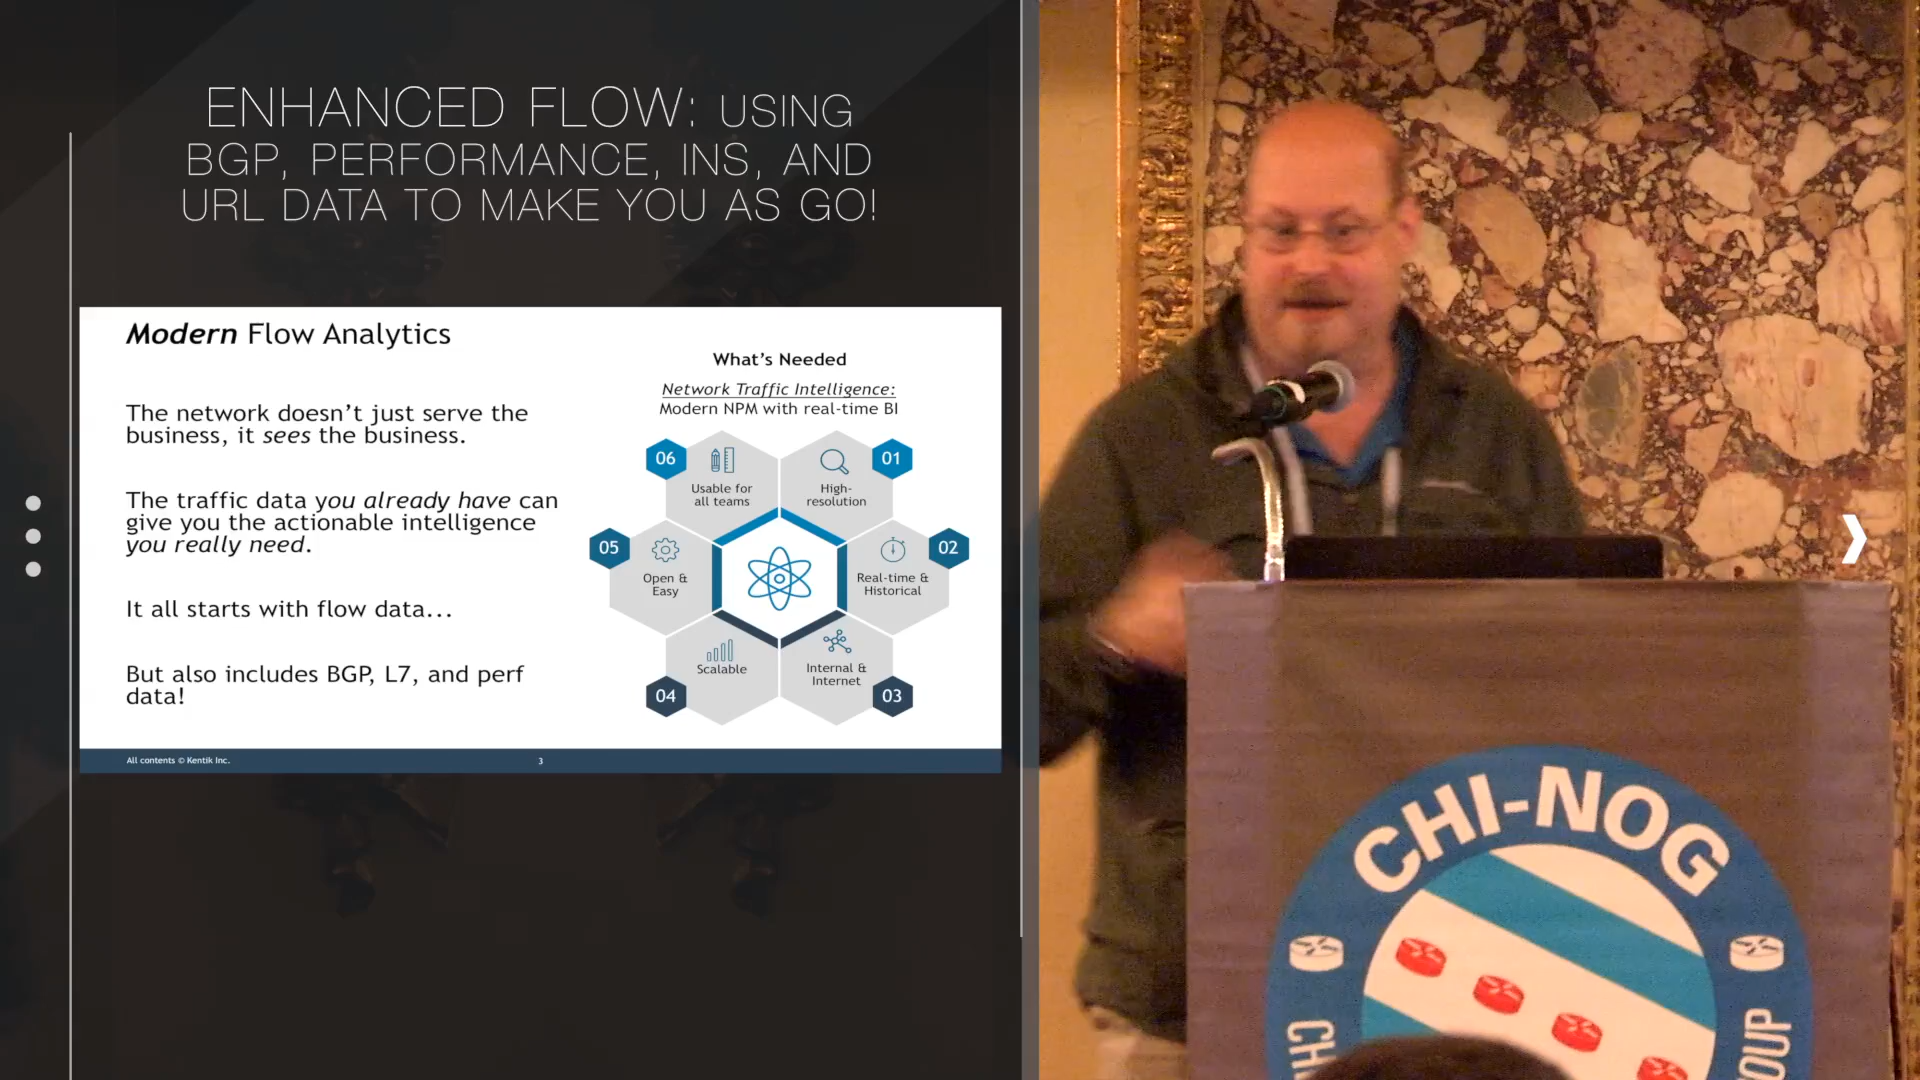 ENHANCED FLOW: USING
BGP, PERFORMANCE, INS, AND
URL DATA TO MAKE YOU AS GO!
Modern Flow Analytics
The network doesn't just serve the
business, it sees the business.
The traffic data you already have can
give you the actionable intelligence
you really need.
It all starts with flow data...
But also includes BGP, L7, and perf
data!
What's Needed
Network Traffic Intelligence:
Modern NPM with real-time BI
06
Usable for
all teams
01
High-
resolution
05
Open &
Easy
02
Real-time &
Historical
04
Scalable
03
Internal &
Internet
All contents © Kentik Inc.
3
CHI-NOG